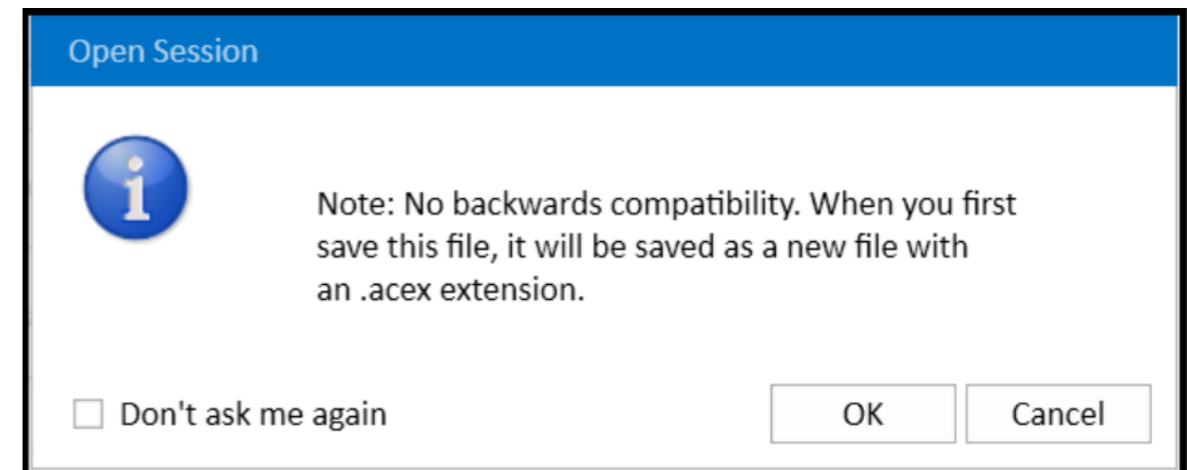 Open Session
Note: No backwards compatibility. When you first
save this file, it will be saved as a new file with
an .acex extension.
Don't ask me again
OK
Cancel